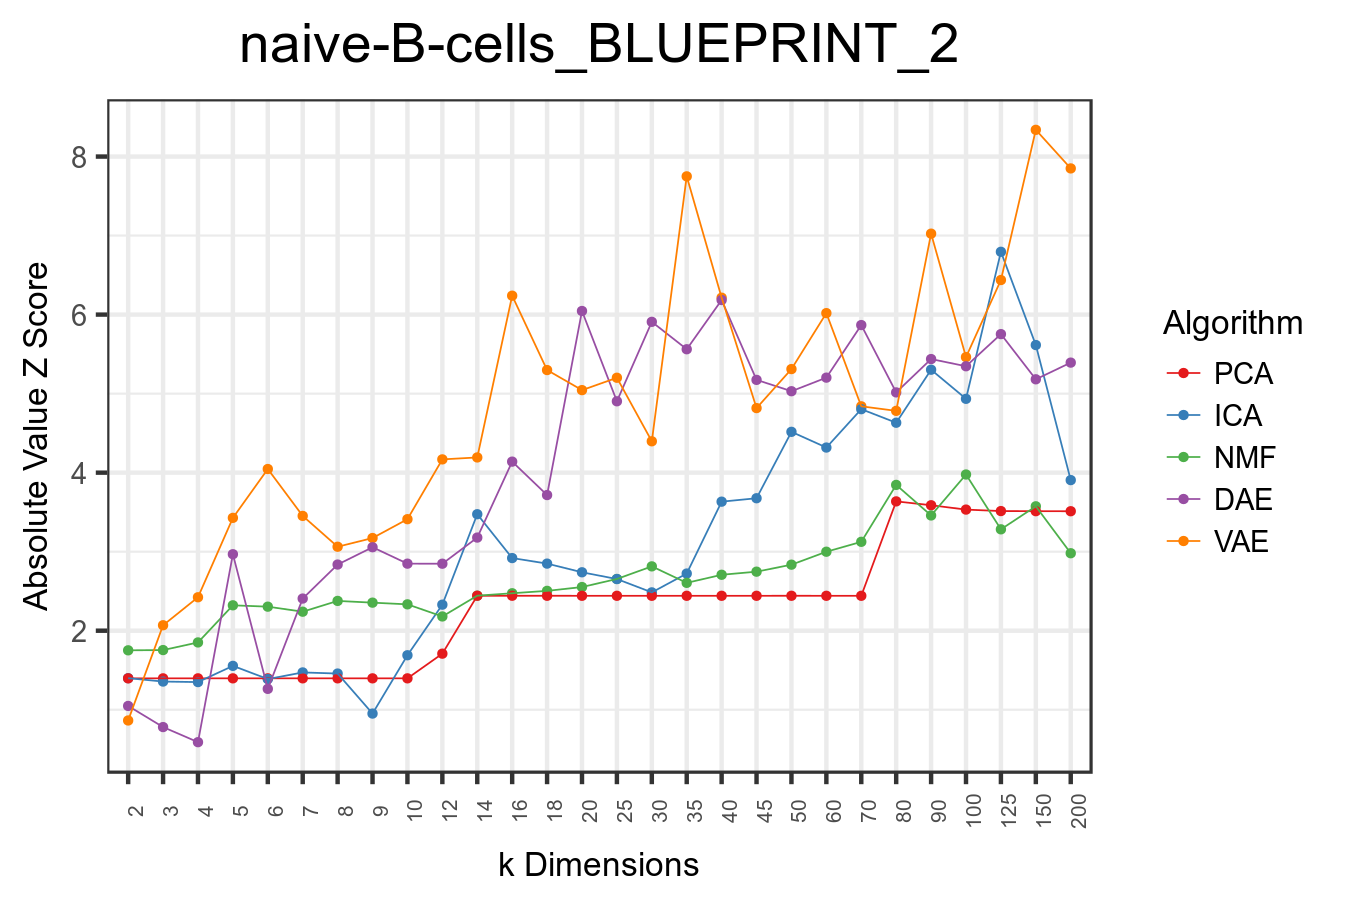 naive-B-cells_BLUEPRINT_2
Absolute Value Z Score
8
6
4
2
2 3 4 5 6 7 8 9 10 12 14 16 18 20 25 30 35 40 45 50 60 70 80 90 100 125 150 200
k Dimensions
Algorithm
PCA
ICA
NMF
DAE
VAE